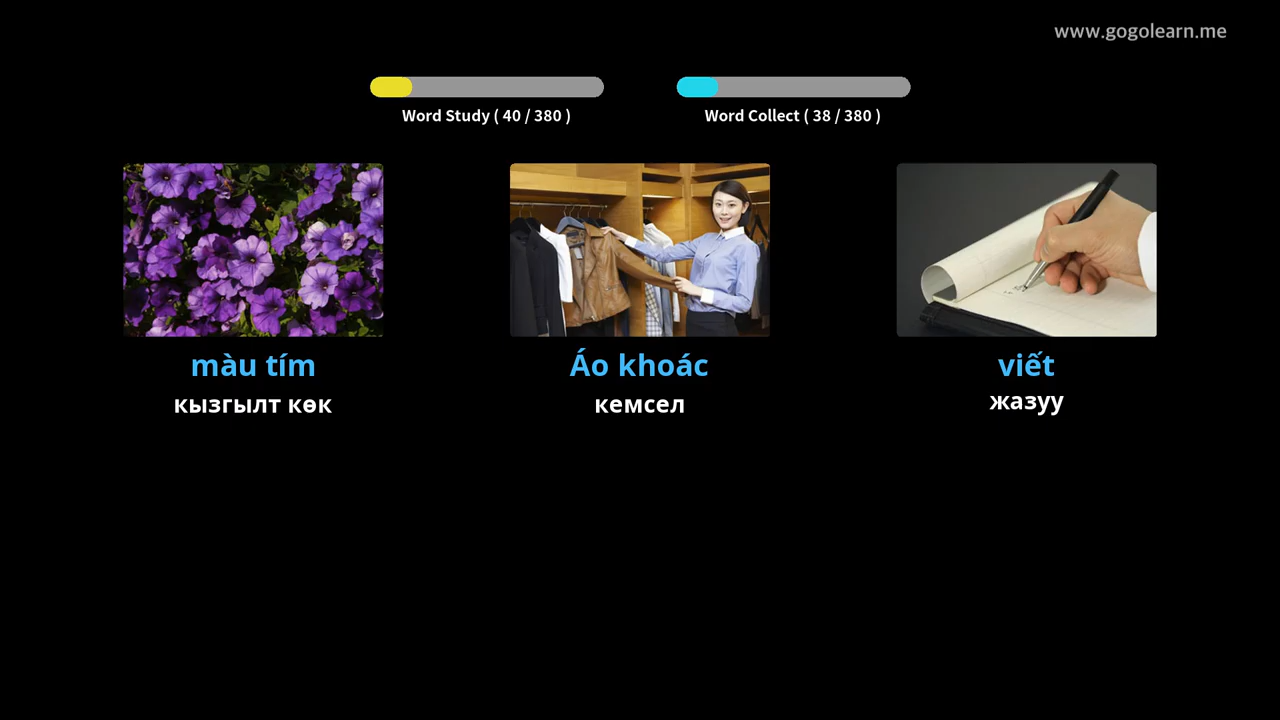 www.gogolearn.me
Word Study ( 40 / 380 )
Word Collect ( 38 / 380 )
màu tím
кызгылт көк
Áo khoác
кемсел
viết
жазуу